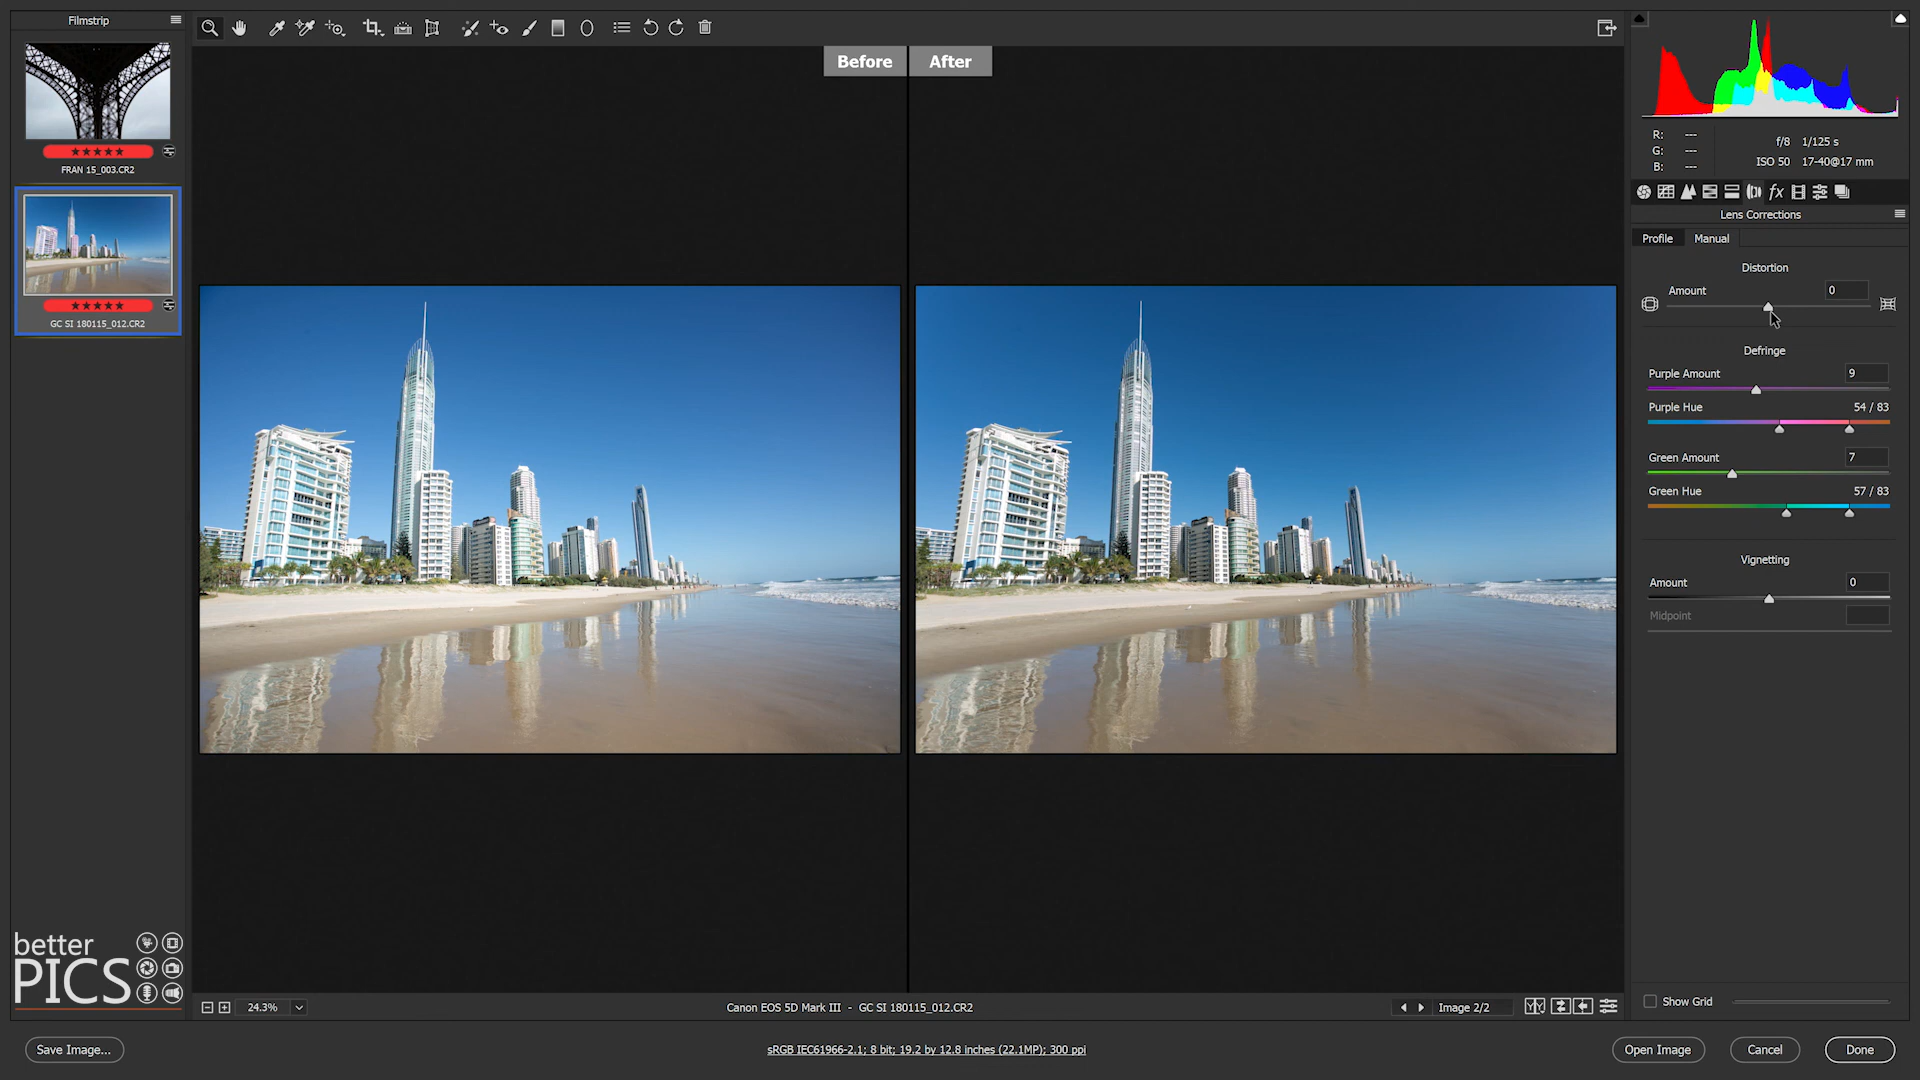 Filmstrip
★★★★★
FRAN 15_003.CR2
★★★★★
GC SI 180115_012.CR2
better
PICS
Before
After
24.3%
Canon EOS 5D Mark III - GC SI 180115_012.CR2
Image 2/2
Save Image...
sRGB IEC61966-2.1; 8 bit; 19.2 by 12.8 inches (22.1MP); 300 ppi
R: ---
G: ---
B: ---
f/8 1/125 s
ISO 50 17-40@17 mm
fx
Lens Corrections
Profile
Manual
Distortion
Amount 0
Defringe
Purple Amount 9
Purple Hue 54 / 83
Green Amount 7
Green Hue 57 / 83
Vignetting
Amount 0
Midpoint
Show Grid
Open Image
Cancel
Done